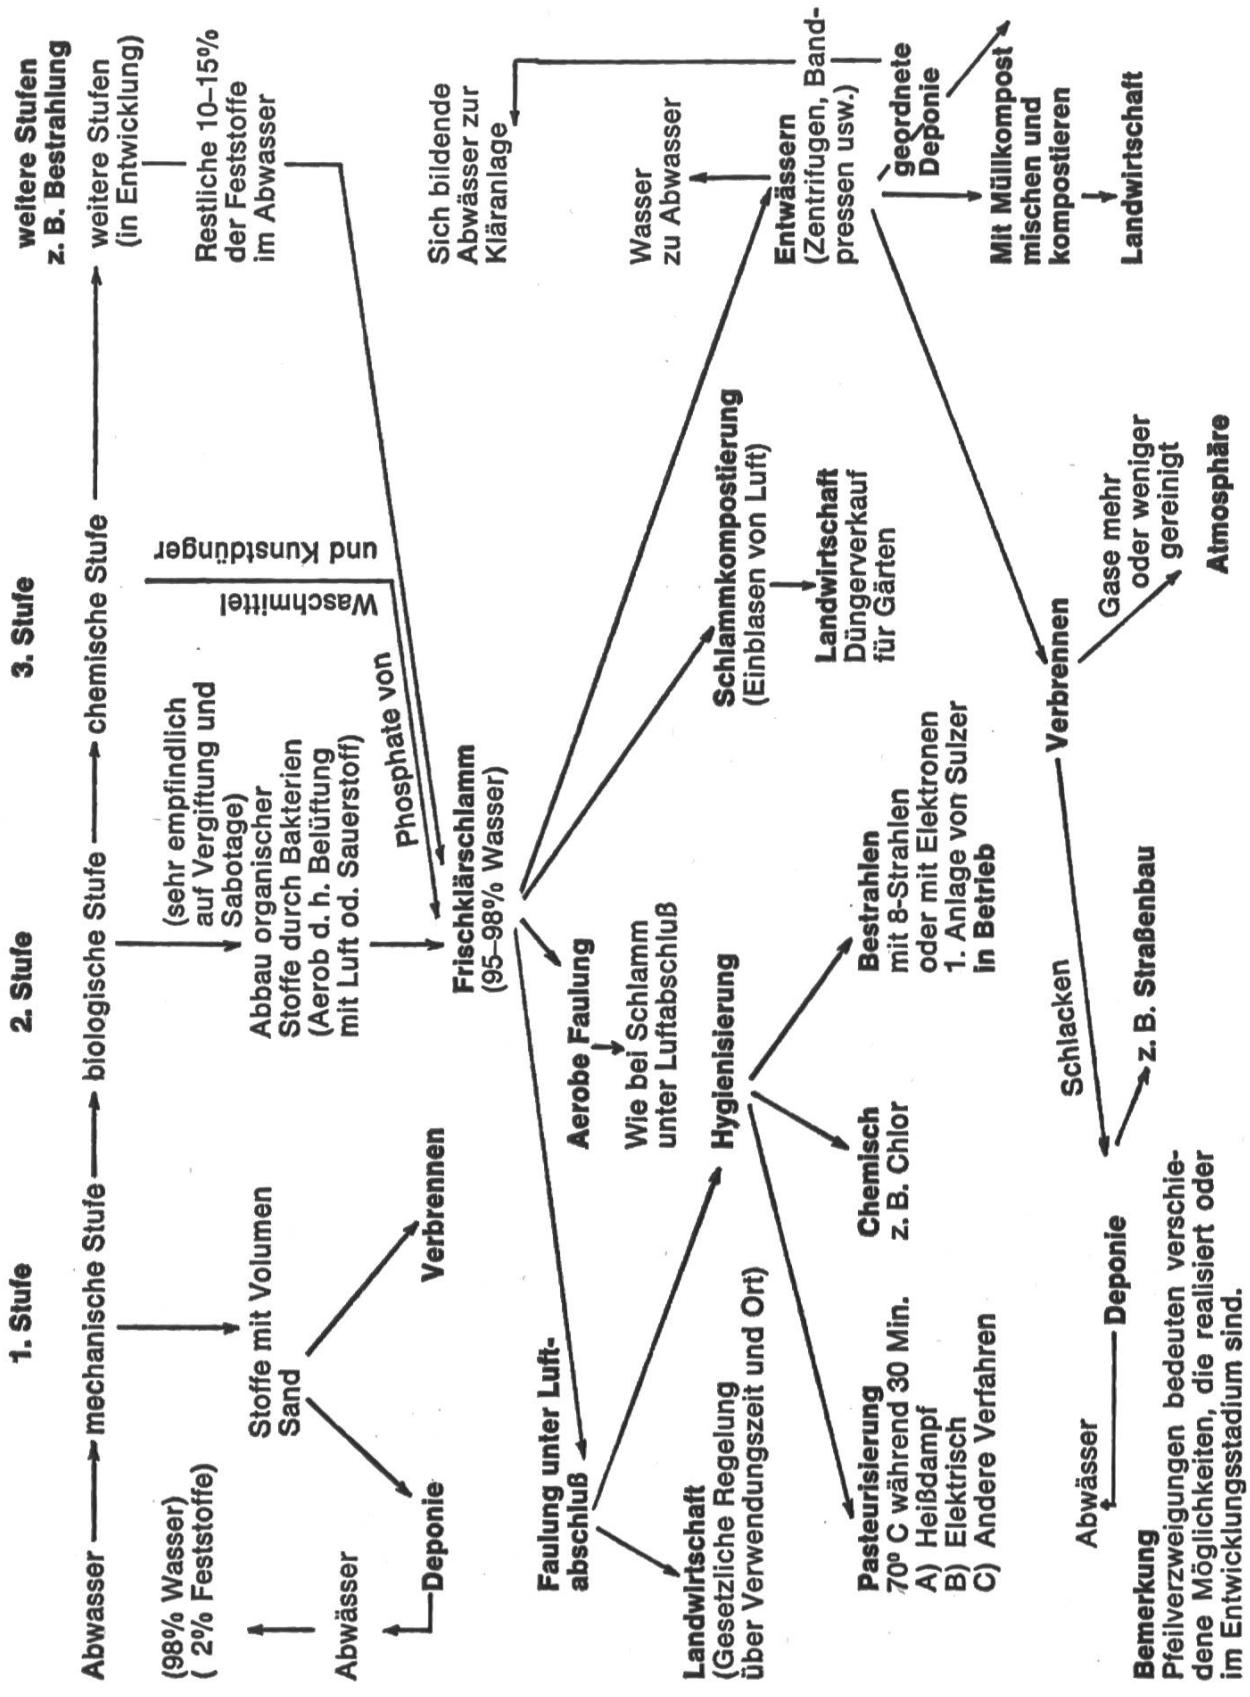 1. Stufe
2. Stufe
3. Stufe
weitere Stufen
z. B. Bestrahlung
Abwasser
mechanische Stufe
biologische Stufe
chemische Stufe
weitere Stufen
(in Entwicklung)
(98% Wasser)
( 2% Feststoffe)
Abwässer
Deponie
Stoffe mit Volumen
Sand
Verbrennen
(sehr empfindlich
auf Vergiftung und
Sabotage)
Abbau organischer
Stoffe durch Bakterien
(Aerob d. h. Belüftung
mit Luft od. Sauerstoff)
Phosphate von
Waschmittel
und Kunstdünger
Restliche 10–15%
der Feststoffe
im Abwasser
Frischklärschlamm
(95–98% Wasser)
Sich bildende
Abwässer zur
Kläranlage
Faulung unter Luft-
abschluß
Aerobe Faulung
Wie bei Schlamm
unter Luftabschluß
Schlammkompostierung
(Einblasen von Luft)
Landwirtschaft
Düngerverkauf
für Gärten
Wasser
zu Abwasser
Entwässern
(Zentrifugen, Band-
pressen usw.)
Landwirtschaft
(Gesetzliche Regelung
über Verwendungszeit und Ort)
Hygienisierung
Pasteurisierung
70° C während 30 Min.
A) Heißdampf
B) Elektrisch
C) Andere Verfahren
Chemisch
z. B. Chlor
Bestrahlen
mit 8-Strahlen
oder mit Elektronen
1. Anlage von Sulzer
in Betrieb
geordnete
Deponie
Mit Müllkompost
mischen und
kompostieren
Landwirtschaft
Verbrennen
Gase mehr
oder weniger
gereinigt
Atmosphäre
Schlacken
z. B. Straßenbau
Abwässer
Deponie
Bemerkung
Pfeilverzweigungen bedeuten verschie-
dene Möglichkeiten, die realisiert oder
im Entwicklungsstadium sind.